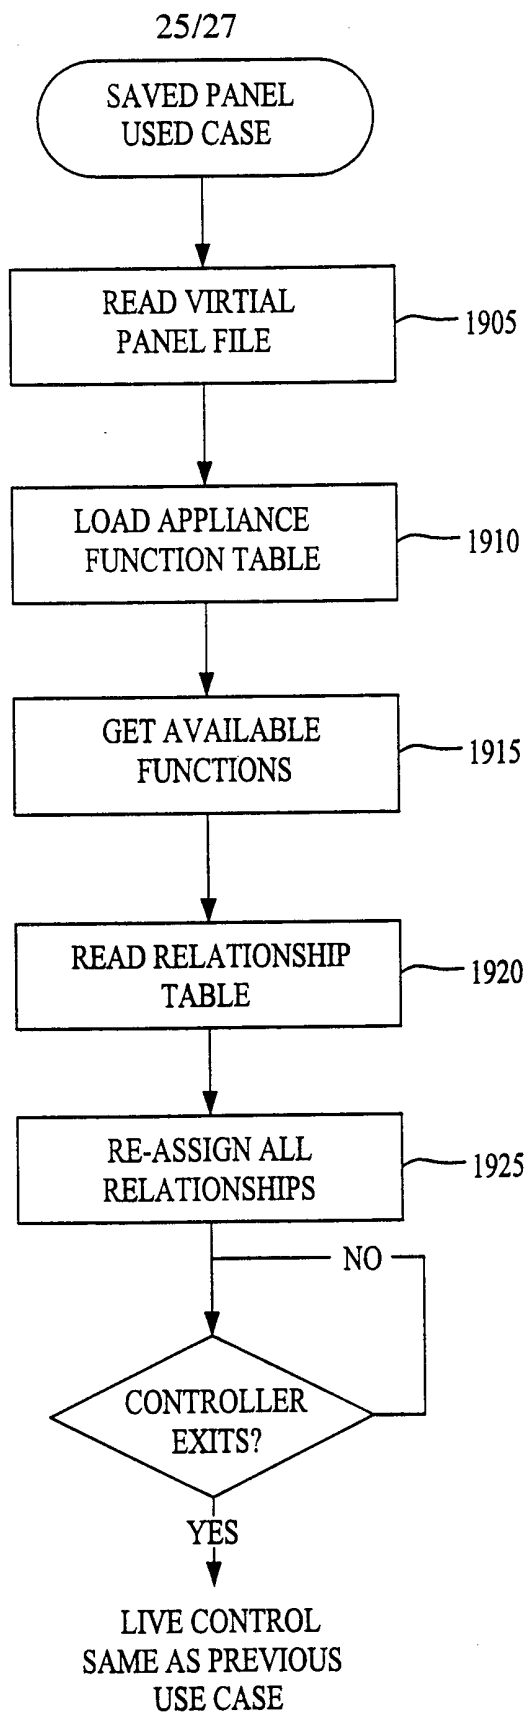 25/27
SAVED PANEL
USED CASE
READ VIRTIAL
PANEL FILE
1905
LOAD APPLIANCE
FUNCTION TABLE
1910
GET AVAILABLE
FUNCTIONS
1915
READ RELATIONSHIP
TABLE
1920
RE-ASSIGN ALL
RELATIONSHIPS
1925
NO
CONTROLLER
EXITS?
YES
LIVE CONTROL
SAME AS PREVIOUS
USE CASE